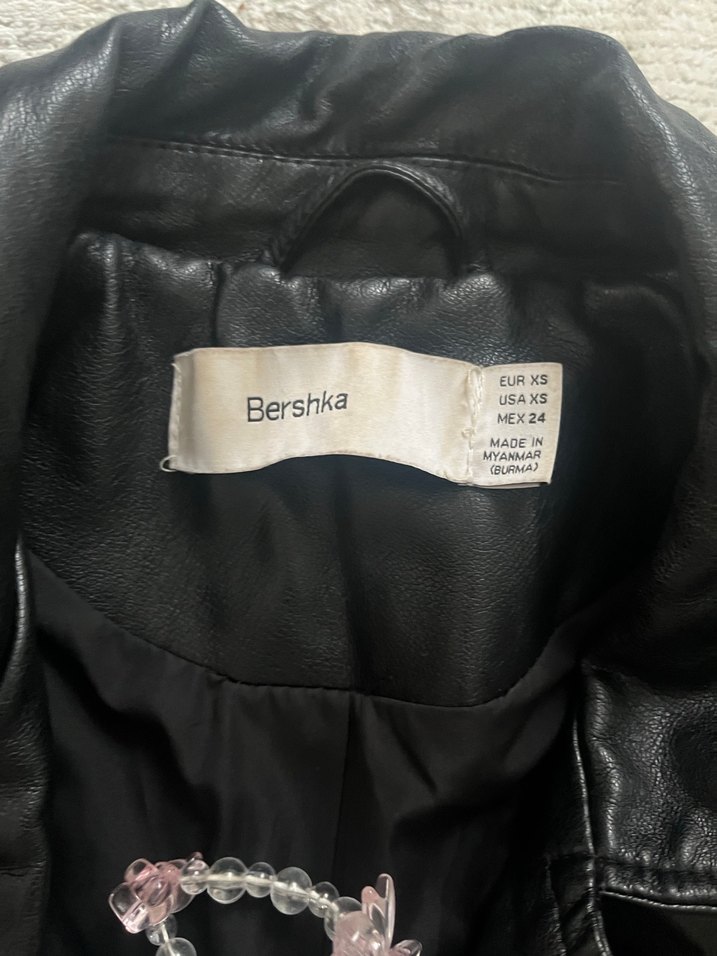 Bershka
EUR XS
USA XS
MEX 24
MADE IN
MYANMAR
(BURMA)